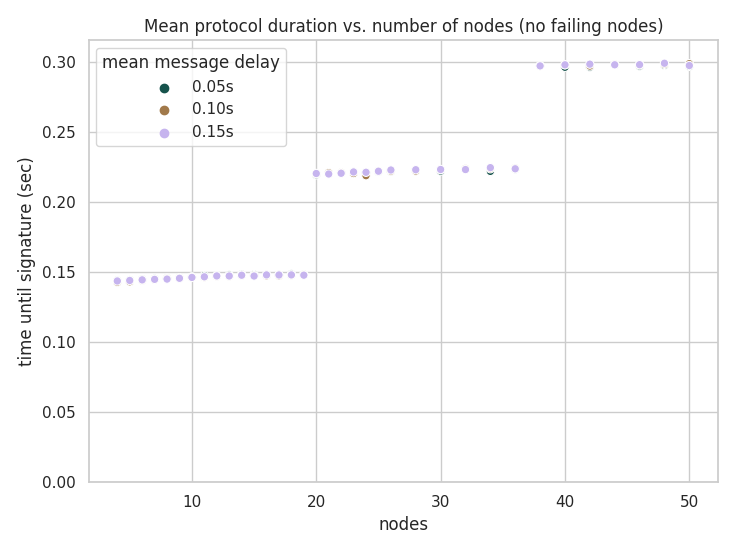 Mean protocol duration vs. number of nodes (no failing nodes)
mean message delay
0.05s
0.10s
0.15s
time until signature (sec)
0.30
0.25
0.20
0.15
0.10
0.05
0.00
10 20 30 40 50
nodes